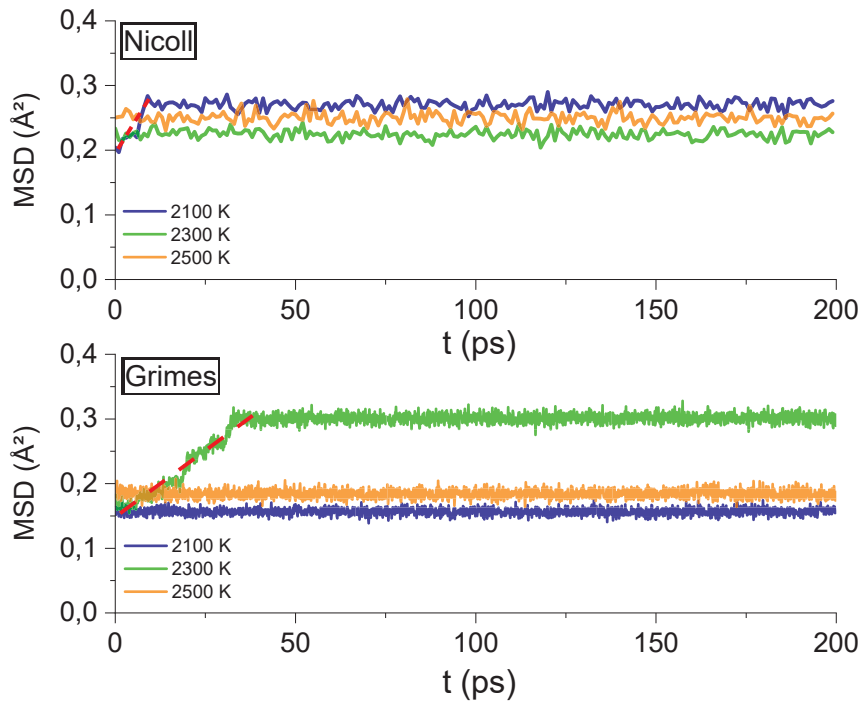 Nicoll
MSD (Å²)
0,4
0,3
0,2
0,1
0,0
2100 K
2300 K
2500 K
0 50 100 150 200
t (ps)
Grimes
MSD (Å²)
0,4
0,3
0,2
0,1
0,0
2100 K
2300 K
2500 K
0 50 100 150 200
t (ps)